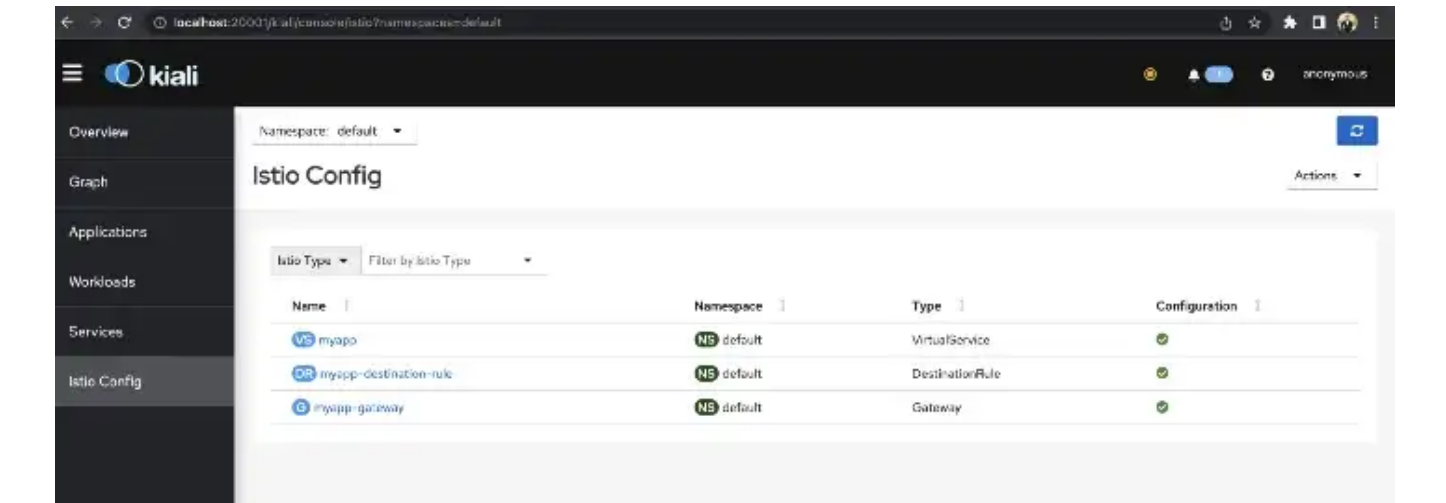 localhost:20001/kiali/console/istio?namespaces=default
kiali
anonymous
Overview
Graph
Applications
Workloads
Services
Istio Config
Namespace: default
Istio Config
Actions
Istio Type Filter by Istio Type
Name Namespace Type Configuration
VS myapp NS default VirtualService
DR myapp-destination-rule NS default DestinationRule
G myapp-gateway NS default Gateway